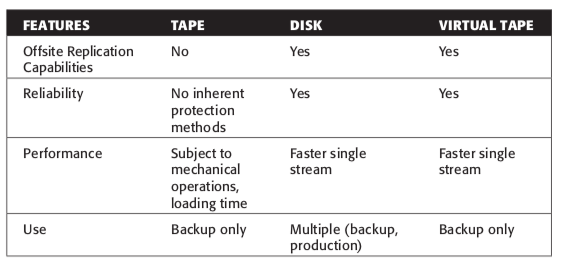 FEATURES TAPE DISK VIRTUAL TAPE
Offsite Replication No Yes Yes
Capabilities
Reliability No inherent Yes Yes
protection
methods
Performance Subject to Faster single Faster single
mechanical stream stream
operations,
loading time
Use Backup only Multiple (backup, Backup only
production)